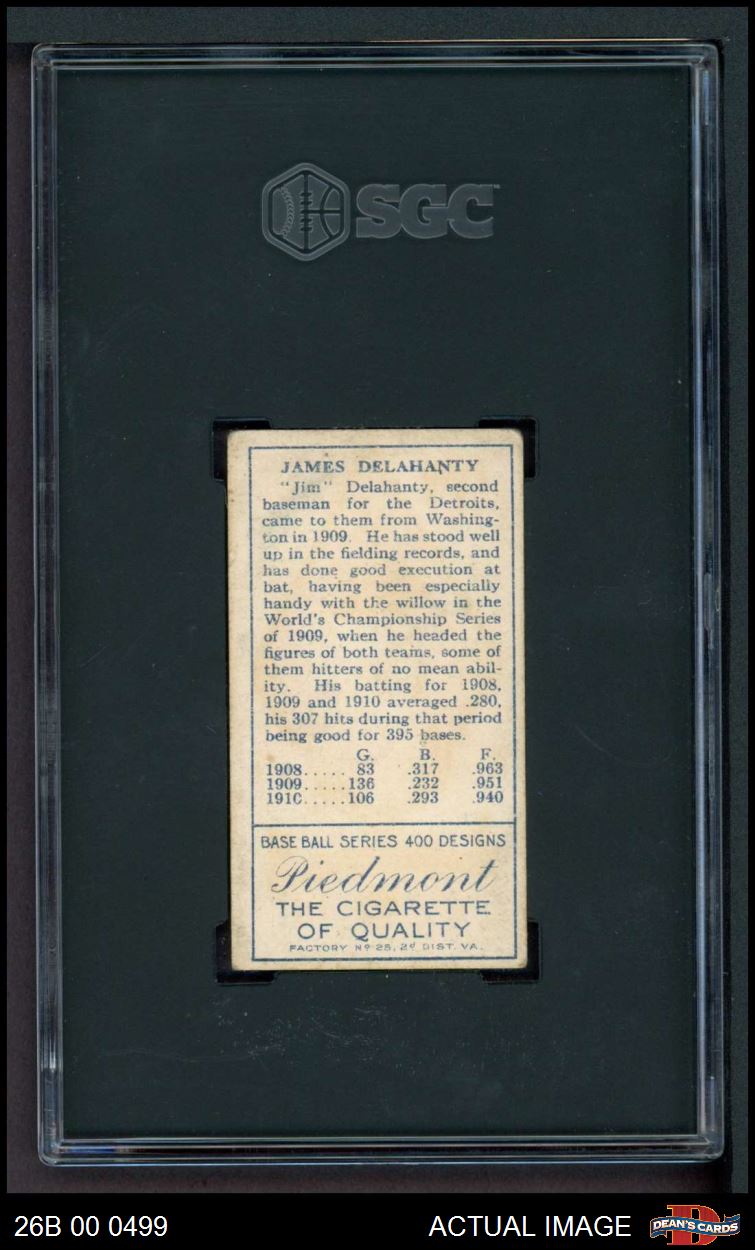 SGC
JAMES DELAHANTY
"Jim" Delahanty, second
baseman for the Detroits,
came to them from Washing-
ton in 1909. He has stood well
up in the fielding records, and
has done good execution at
bat, having been especially
handy with the willow in the
World's Championship Series
of 1909, when he headed the
figures of both teams, some of
them hitters of no mean abil-
ity. His batting for 1908,
1909 and 1910 averaged .280,
his 307 hits during that period
being good for 395 bases.
G. B. F.
1908..... 83 .317 .963
1909.....136 .232 .951
1910.....106 .293 .940
BASE BALL SERIES 400 DESIGNS
Piedmont
THE CIGARETTE
OF QUALITY
FACTORY Nº 25, 2d DIST. VA.
26B 00 0499
ACTUAL IMAGE
DEAN'S CARDS